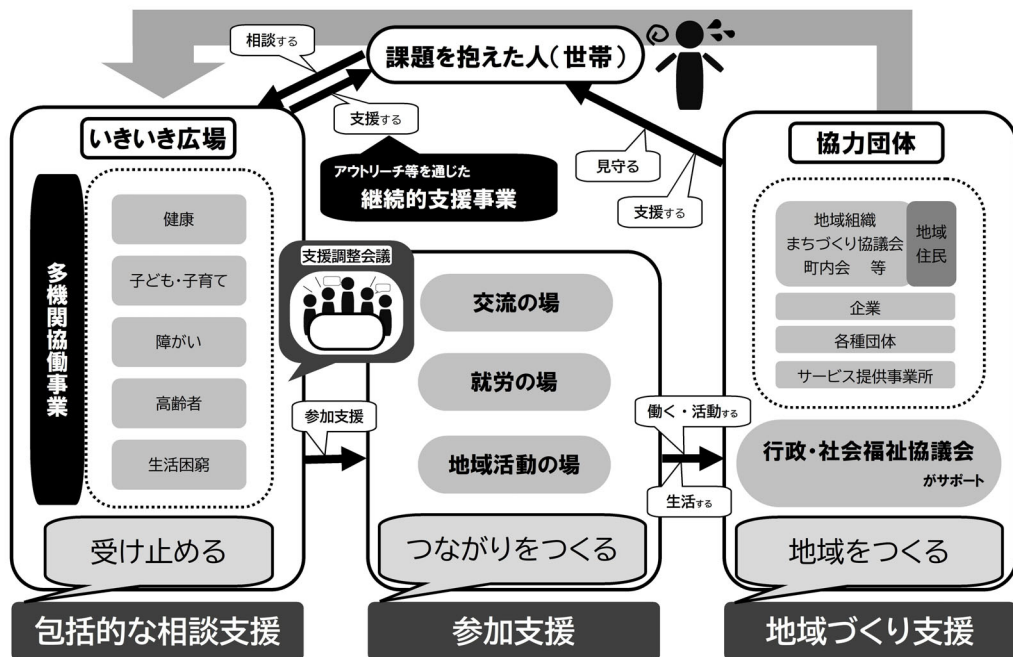 相談する
課題を抱えた人(世帯)
支援する
アウトリーチ等を通じた
継続的支援事業
見守る
支援する
いきいき広場
多機関協働事業
健康
子ども・子育て
障がい
高齢者
生活困窮
受け止める
包括的な相談支援
支援調整会議
参加支援
交流の場
就労の場
地域活動の場
つながりをつくる
参加支援
働く・活動する
生活する
協力団体
地域組織
まちづくり協議会
町内会 等
地域
住民
企業
各種団体
サービス提供事業所
行政・社会福祉協議会
がサポート
地域をつくる
地域づくり支援